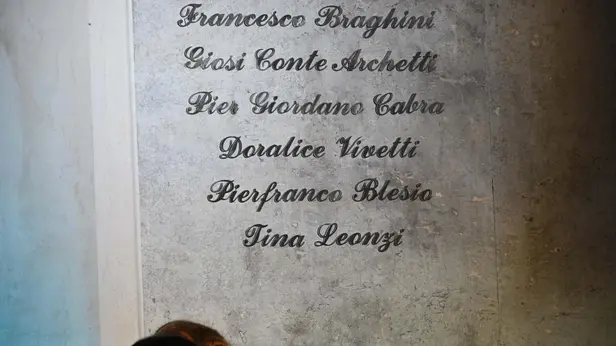 Francesco Braghini
Giosi Conte Archetti
Pier Giordano Cabra
Doralice Vivetti
Pierfranco Blesio
Tina Leonzi